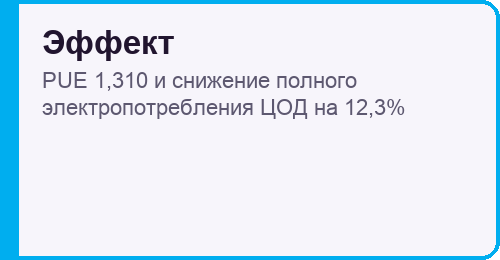 Эффект
PUE 1,310 и снижение полного
электропотребления ЦОД на 12,3%